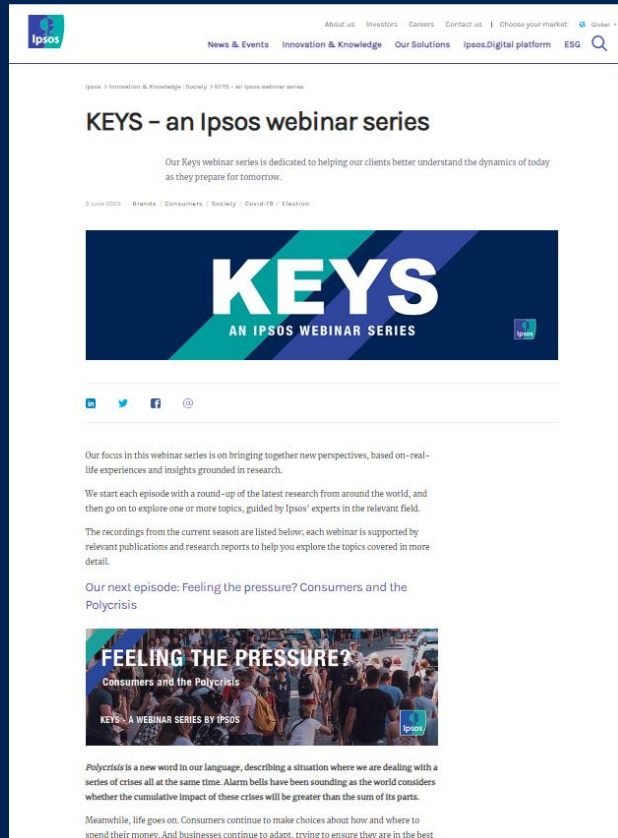 Ipsos
About us Investors Careers Contact us | Choose your market: Global
News & Events Innovation & Knowledge Our Solutions Ipsos.Digital platform ESG
Ipsos > Innovation & Knowledge : Society > KEYS - an Ipsos webinar series
KEYS – an Ipsos webinar series
Our Keys webinar series is dedicated to helping our clients better understand the dynamics of today
as they prepare for tomorrow.
Brands / Consumers / Society / Covid-19 / Election
KEYS
AN IPSOS WEBINAR SERIES
Ipsos
Our focus in this webinar series is on bringing together new perspectives, based on-real-
life experiences and insights grounded in research.
We start each episode with a round-up of the latest research from around the world, and
then go on to explore one or more topics, guided by Ipsos' experts in the relevant field.
The recordings from the current season are listed below; each webinar is supported by
relevant publications and research reports to help you explore the topics covered in more
detail.
Our next episode: Feeling the pressure? Consumers and the
Polycrisis
FEELING THE PRESSURE?
Consumers and the Polycrisis
KEYS - A WEBINAR SERIES BY IPSOS
Ipsos
Polycrisis is a new word in our language, describing a situation where we are dealing with a
series of crises all at the same time. Alarm bells have been sounding as the world considers
whether the cumulative impact of these crises will be greater than the sum of its parts.
Meanwhile, life goes on. Consumers continue to make choices about how and where to
spend their money. And businesses continue to adapt, trying to ensure they are in the best